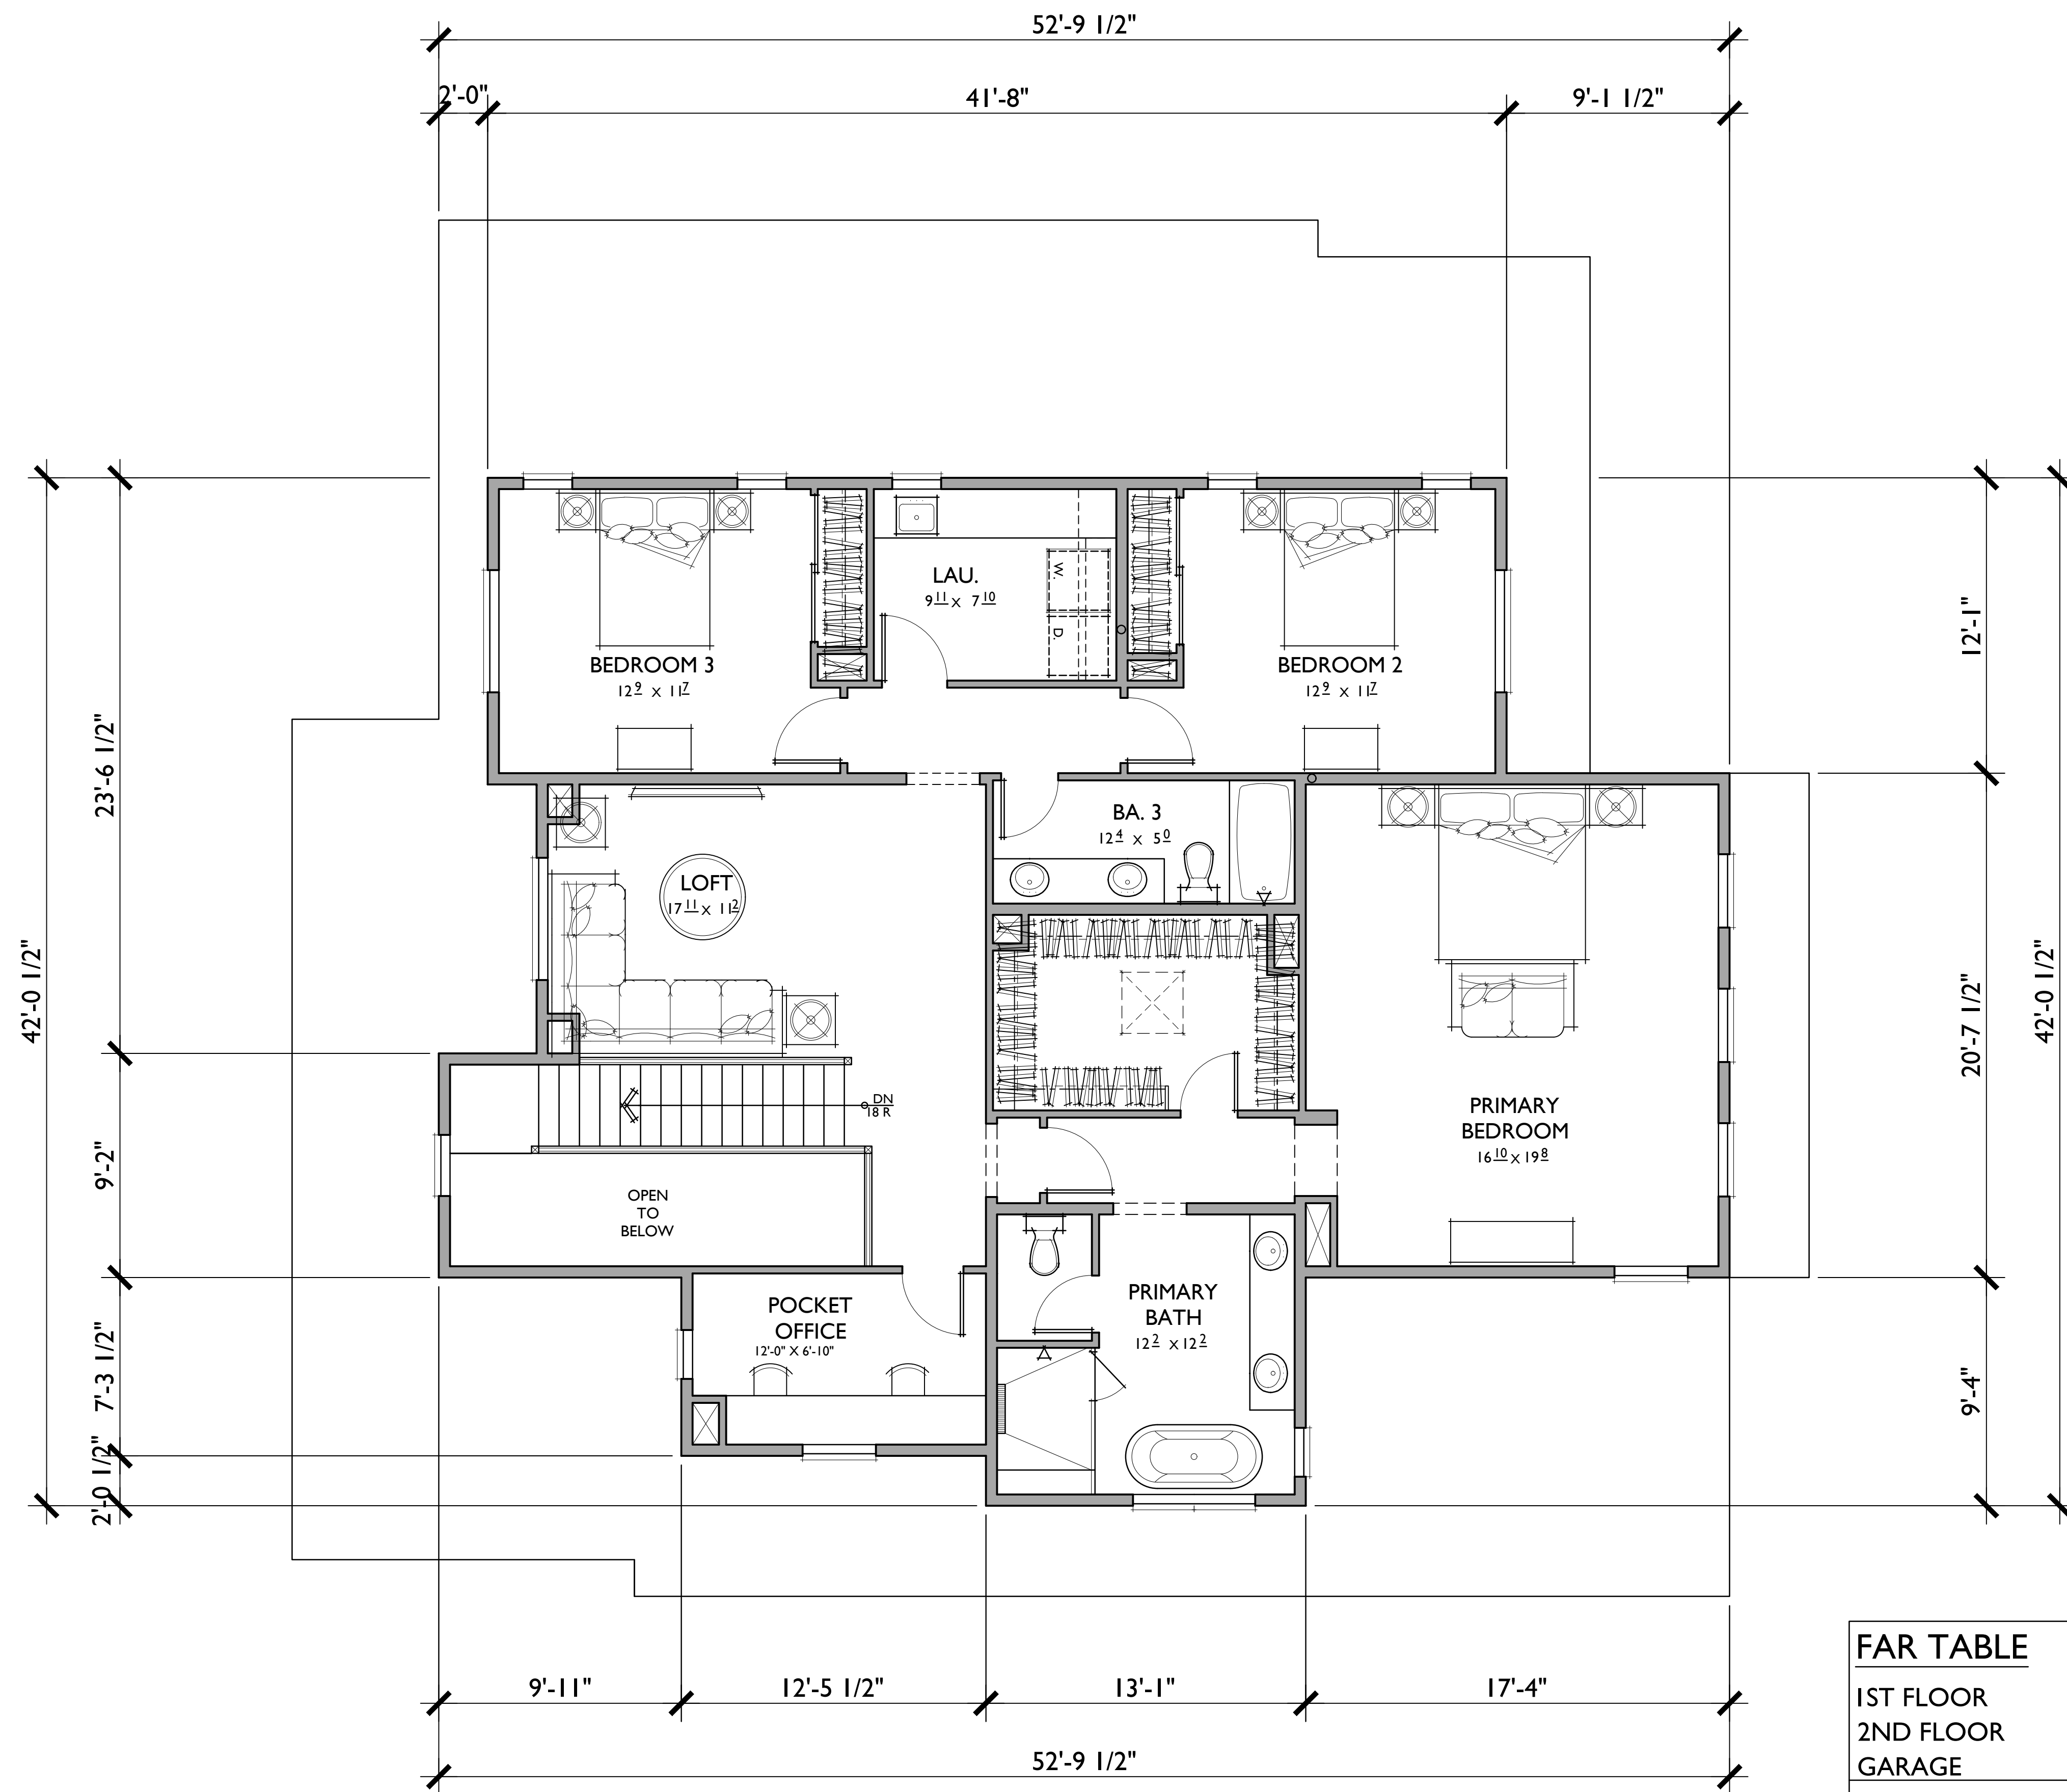 52'-9 1/2"
2'-0"
41'-8"
9'-1 1/2"
LAU.
9 11 X 7 10
W.
D.
BEDROOM 3
12 9 X 11 7
BEDROOM 2
12 9 X 11 7
12'-1"
23'-6 1/2"
42'-0 1/2"
BA. 3
12 4 X 5 0
LOFT
17 11 X 11 2
20'-7 1/2"
42'-0 1/2"
DN
18 R
PRIMARY
BEDROOM
16 10 X 19 8
9'-2"
OPEN
TO
BELOW
POCKET
OFFICE
12'-0" X 6'-10"
PRIMARY
BATH
12 2 X 12 2
7'-3 1/2"
9'-4"
2'-0 1/2"
9'-11"
12'-5 1/2"
13'-1"
17'-4"
52'-9 1/2"
FAR TABLE
1ST FLOOR
2ND FLOOR
GARAGE